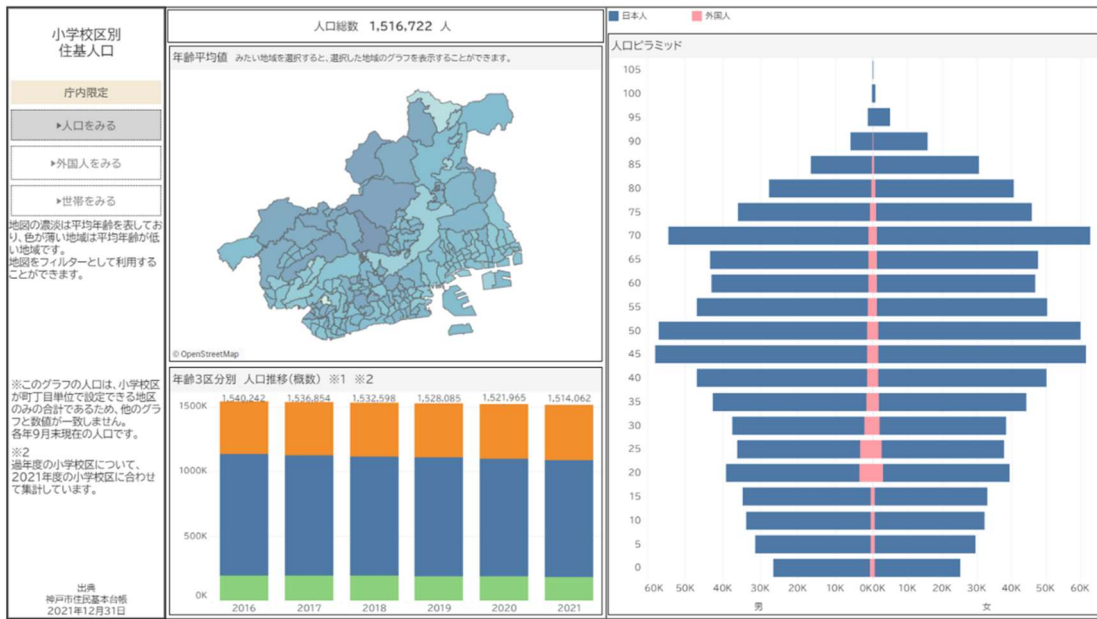 小学校区別
住基人口
庁内限定
▶人口をみる
▶外国人をみる
▶世帯をみる
地図の濃淡は平均年齢を表してお
り、色が薄い地域は平均年齢が低
い地域です。
地図をフィルターとして利用する
ことができます。
※このグラフの人口は、小学校区
が町丁目単位で設定できる地区
のみの合計であるため、他のグラ
フと数値が一致しません。
各年9月末現在の人口です。
※2
過年度の小学校区について、
2021年度の小学校区に合わせ
て集計しています。
出典
神戸市住民基本台帳
2021年12月31日
人口総数 1,516,722 人
年齢平均値 みたい地域を選択すると、選択した地域のグラフを表示することができます。
© OpenStreetMap
年齢3区分別 人口推移(概数) ※1 ※2
1500K
1000K
500K
0K
1,540,242 1,536,854 1,532,598 1,528,085 1,521,965 1,514,062
2016 2017 2018 2019 2020 2021
日本人 外国人
人口ピラミッド
105
100
95
90
85
80
75
70
65
60
55
50
45
40
35
30
25
20
15
10
5
0
60K 50K 40K 30K 20K 10K 0K0K 10K 20K 30K 40K 50K 60K
男 女